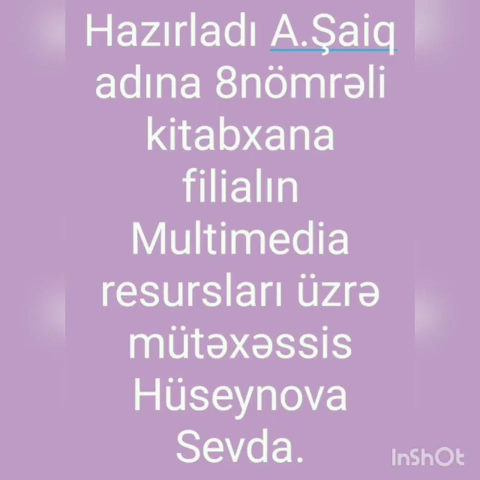 Hazırladı A.Şaiq
adına 8nömrəli
kitabxana
filialın
Multimedia
resursları üzrə
mütəxəssis
Hüseynova
Sevda.
InShOt